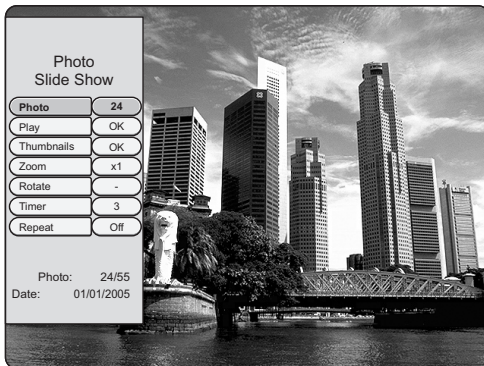 Photo
Slide Show
Photo 24
Play OK
Thumbnails OK
Zoom x1
Rotate -
Timer 3
Repeat Off
Photo: 24/55
Date: 01/01/2005